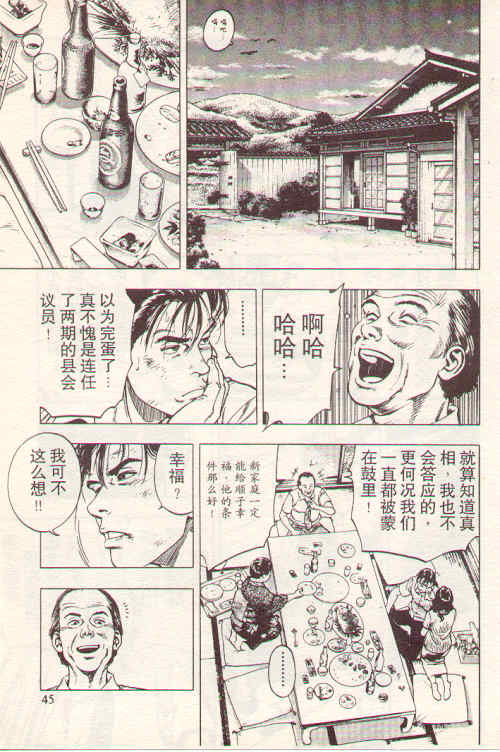 啊哈
哈哈…
………
以为完蛋了…
真不愧是连任
了两期的县会
议员！
就算知道真
相，我也不
会答应的，
更何况我们
一直都被蒙
在鼓里！
新家庭一定
能给顺子幸
福，他的条
件那么好！
………
幸福？
我可不
这么想!!
45